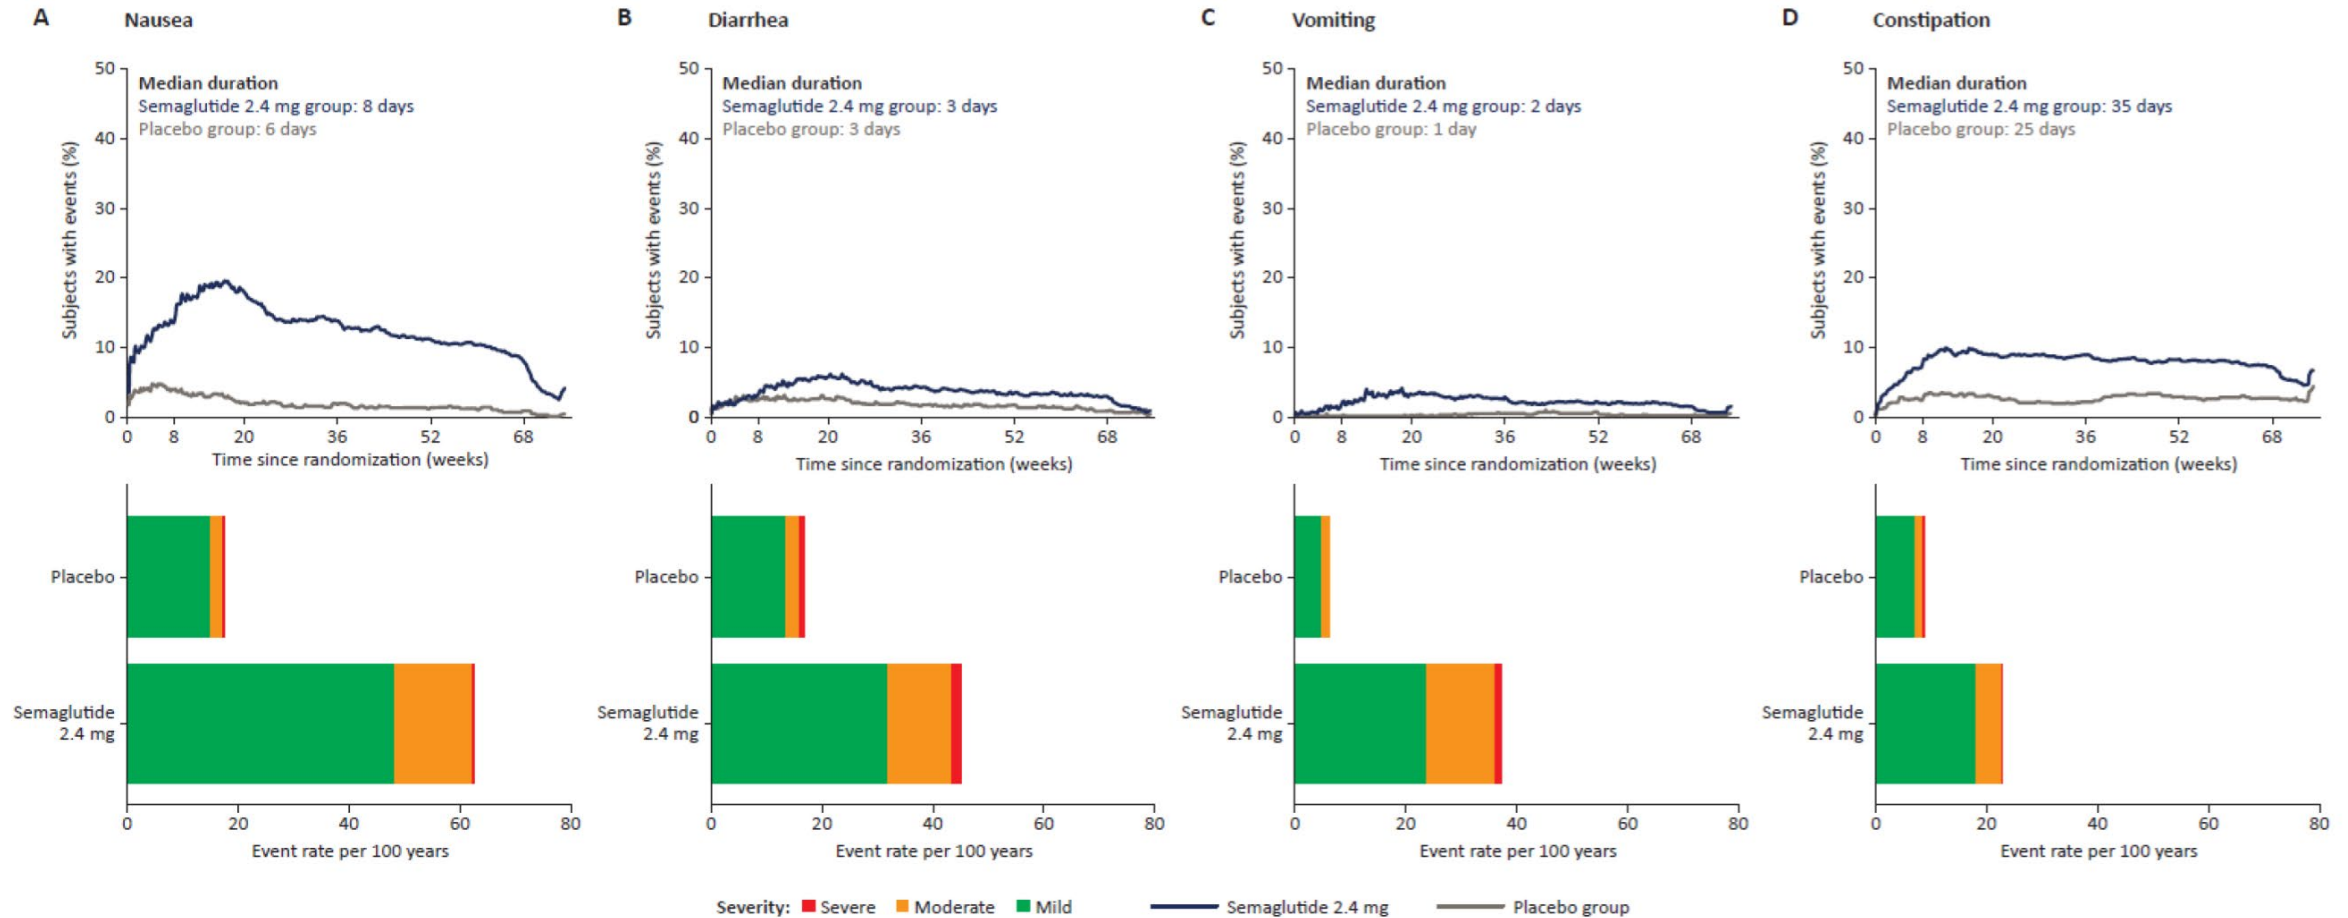 A Nausea
50
40
30
20
10
0
Subjects with events (%)
Median duration
Semaglutide 2.4 mg group: 8 days
Placebo group: 6 days
0 8 20 36 52 68
Time since randomization (weeks)
Placebo
Semaglutide
2.4 mg
0 20 40 60 80
Event rate per 100 years
B Diarrhea
50
40
30
20
10
0
Subjects with events (%)
Median duration
Semaglutide 2.4 mg group: 3 days
Placebo group: 3 days
0 8 20 36 52 68
Time since randomization (weeks)
Placebo
Semaglutide
2.4 mg
0 20 40 60 80
Event rate per 100 years
C Vomiting
50
40
30
20
10
0
Subjects with events (%)
Median duration
Semaglutide 2.4 mg group: 2 days
Placebo group: 1 day
0 8 20 36 52 68
Time since randomization (weeks)
Placebo
Semaglutide
2.4 mg
0 20 40 60 80
Event rate per 100 years
D Constipation
50
40
30
20
10
0
Subjects with events (%)
Median duration
Semaglutide 2.4 mg group: 35 days
Placebo group: 25 days
0 8 20 36 52 68
Time since randomization (weeks)
Placebo
Semaglutide
2.4 mg
0 20 40 60 80
Event rate per 100 years
Severity: Severe Moderate Mild Semaglutide 2.4 mg Placebo group